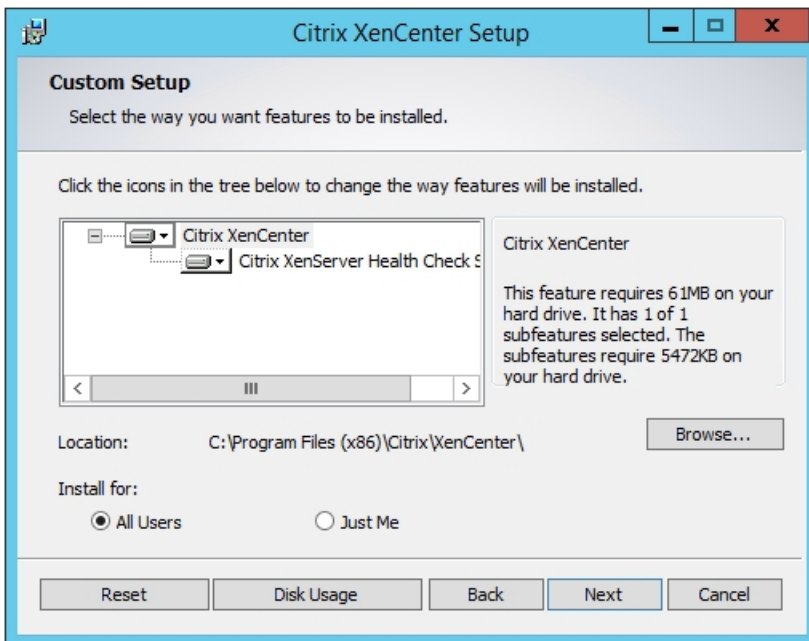 Citrix XenCenter Setup
Custom Setup
Select the way you want features to be installed.
Click the icons in the tree below to change the way features will be installed.
Citrix XenCenter
Citrix XenServer Health Check S
Citrix XenCenter
This feature requires 61MB on your
hard drive. It has 1 of 1
subfeatures selected. The
subfeatures require 5472KB on
your hard drive.
Location: C:\Program Files (x86)\Citrix\XenCenter\ Browse...
Install for:
All Users Just Me
Reset Disk Usage Back Next Cancel